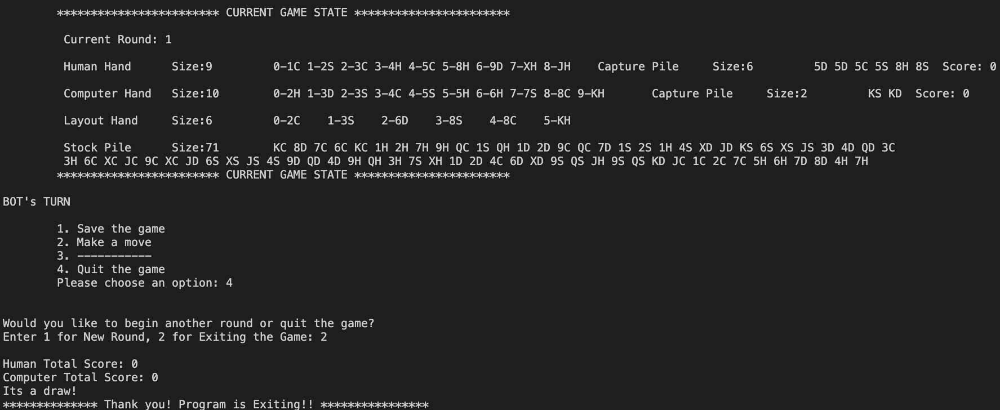 ************************ CURRENT GAME STATE ***********************
Current Round: 1
Human Hand Size:9 0-1C 1-2S 2-3C 3-4H 4-5C 5-8H 6-9D 7-XH 8-JH Capture Pile Size:6 5D 5D 5C 5S 8H 8S Score: 0
Computer Hand Size:10 0-2H 1-3D 2-3S 3-4C 4-5S 5-5H 6-6H 7-7S 8-8C 9-KH Capture Pile Size:2 KS KD Score: 0
Layout Hand Size:6 0-2C 1-3S 2-6D 3-8S 4-8C 5-KH
Stock Pile Size:71 KC 8D 7C 6C KC 1H 2H 7H 9H QC 1S QH 1D 2D 9C QC 7D 1S 2S 1H 4S XD JD KS 6S XS JS 3D 4D QD 3C
3H 6C XC JC 9C XC JD 6S XS JS 4S 9D QD 4D 9H QH 3H 7S XH 1D 2D 4C 6D XD 9S QS JH 9S QS KD JC 1C 2C 7C 5H 6H 7D 8D 4H 7H
************************ CURRENT GAME STATE ***********************
BOT's TURN
1. Save the game
2. Make a move
3. -----------
4. Quit the game
Please choose an option: 4
Would you like to begin another round or quit the game?
Enter 1 for New Round, 2 for Exiting the Game: 2
Human Total Score: 0
Computer Total Score: 0
Its a draw!
************** Thank you! Program is Exiting!! ****************